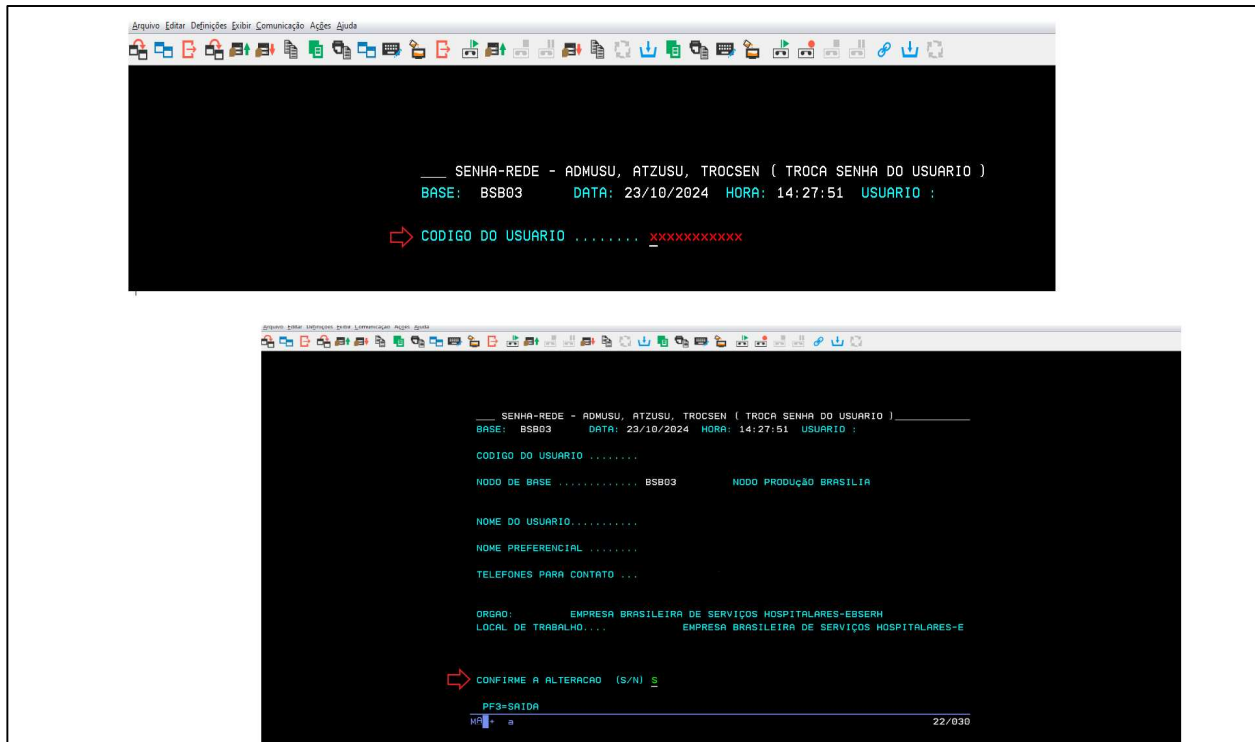 Arquivo Editar Definições Exibir Comunicação Ações Ajuda
___ SENHA-REDE - ADMUSU, ATZUSU, TROCSEN ( TROCA SENHA DO USUARIO )
BASE: BSB03 DATA: 23/10/2024 HORA: 14:27:51 USUARIO :
CODIGO DO USUARIO ........ xxxxxxxxxxx
Arquivo Editar Definições Exibir Comunicação Ações Ajuda
___ SENHA-REDE - ADMUSU, ATZUSU, TROCSEN ( TROCA SENHA DO USUARIO )___________
BASE: BSB03 DATA: 23/10/2024 HORA: 14:27:51 USUARIO :
CODIGO DO USUARIO ........
NODO DE BASE ............. BSB03 NODO PRODUçãO BRASILIA
NOME DO USUARIO...........
NOME PREFERENCIAL ........
TELEFONES PARA CONTATO ...
ORGAO: EMPRESA BRASILEIRA DE SERVIÇOS HOSPITALARES-EBSERH
LOCAL DE TRABALHO.... EMPRESA BRASILEIRA DE SERVIÇOS HOSPITALARES-E
CONFIRME A ALTERACAO (S/N) S
PF3=SAIDA
MA + a 22/030